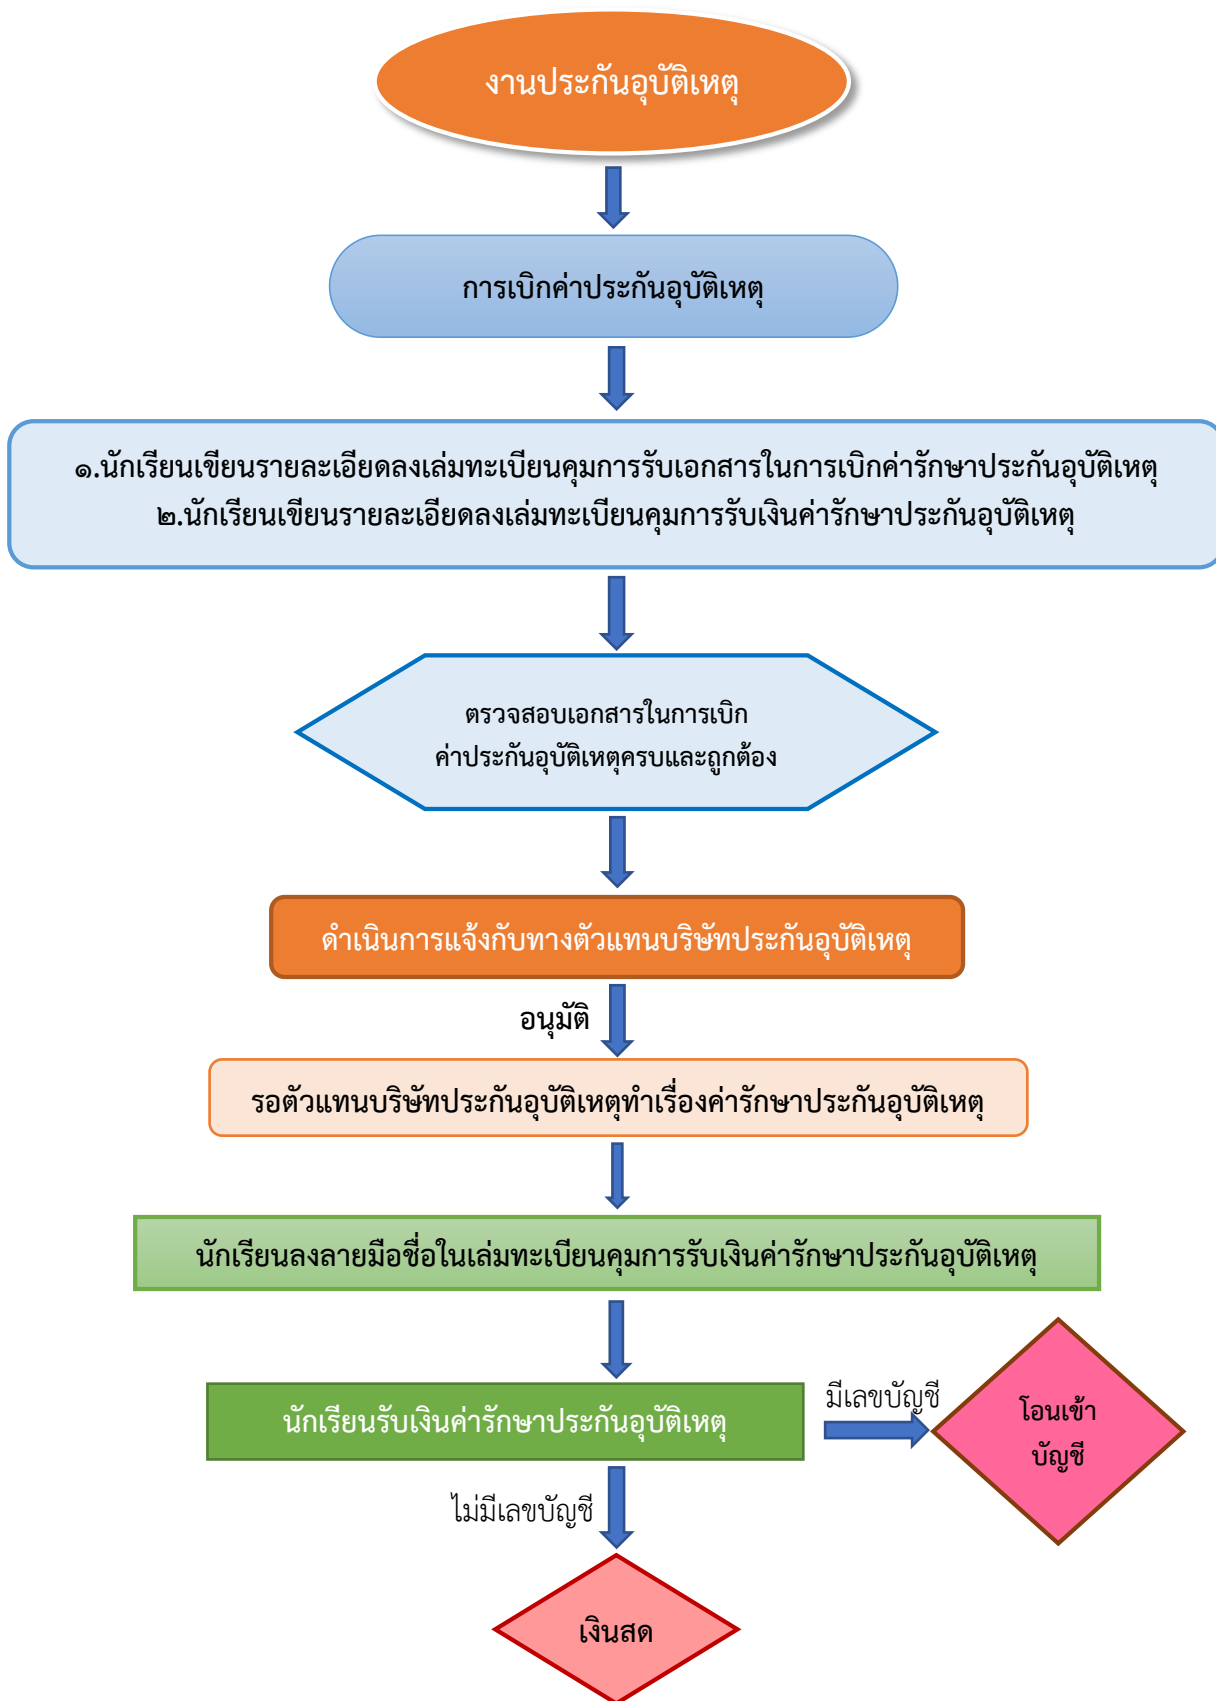 งานประกันอุบัติเหตุ
การเบิกค่าประกันอุบัติเหตุ
๑.นักเรียนเขียนรายละเอียดลงเล่มทะเบียนคุมการรับเอกสารในการเบิกค่ารักษาประกันอุบัติเหตุ
๒.นักเรียนเขียนรายละเอียดลงเล่มทะเบียนคุมการรับเงินค่ารักษาประกันอุบัติเหตุ
ตรวจสอบเอกสารในการเบิก
ค่าประกันอุบัติเหตุครบและถูกต้อง
ดำเนินการแจ้งกับทางตัวแทนบริษัทประกันอุบัติเหตุ
อนุมัติ
รอตัวแทนบริษัทประกันอุบัติเหตุทำเรื่องค่ารักษาประกันอุบัติเหตุ
นักเรียนลงลายมือชื่อในเล่มทะเบียนคุมการรับเงินค่ารักษาประกันอุบัติเหตุ
นักเรียนรับเงินค่ารักษาประกันอุบัติเหตุ
มีเลขบัญชี
โอนเข้า
บัญชี
ไม่มีเลขบัญชี
เงินสด